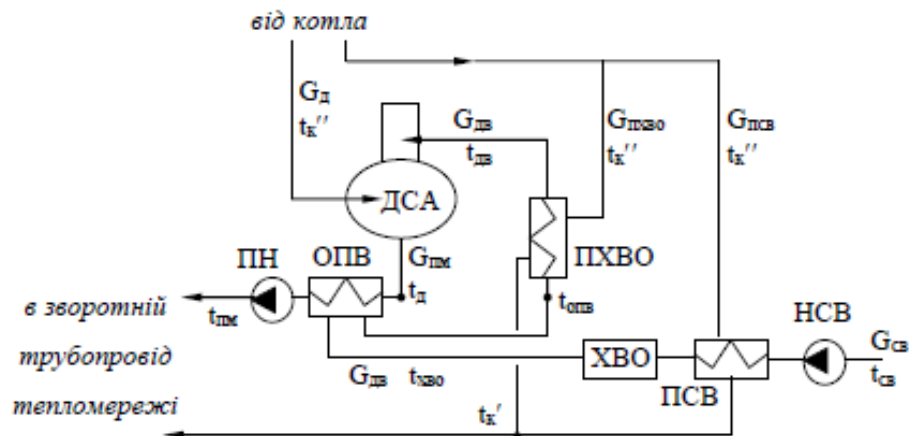 від котла
Gд
tк′′
Gдв
tдв
Gпхво
tк′′
Gпсв
tк′′
ДСА
ПН
ОПВ
Gпм
tд
ПХВО
tопв
НСВ
в зворотній
трубопровід
тепломережі
tпм
Gдв tхво
ХВО
ПСВ
Gсв
tсв
tк′